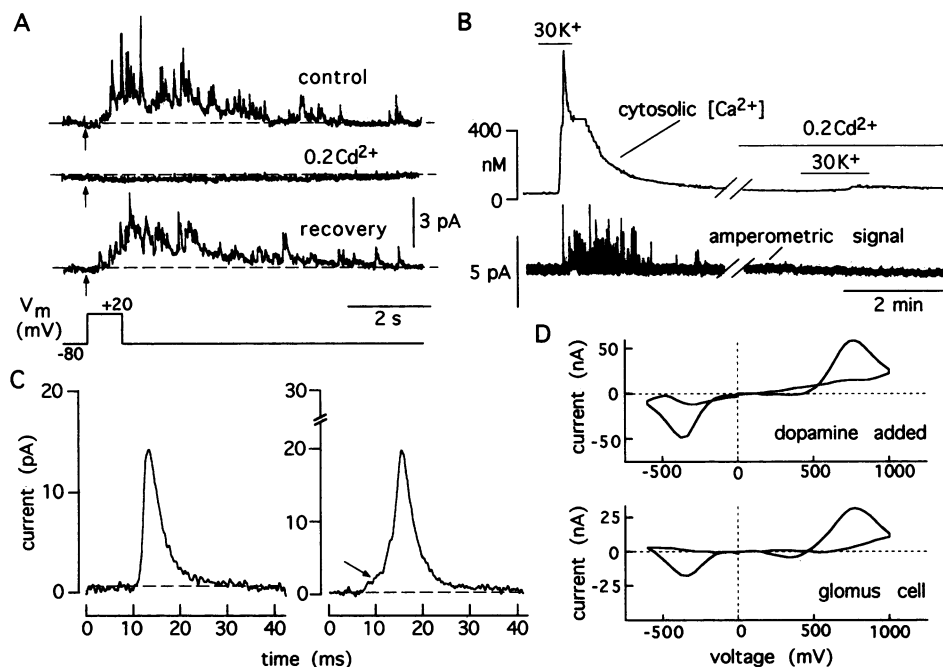 A
control
0.2Cd²⁺
recovery
3 pA
Vm
(mV)
+20
-80
2 s
B
30K⁺
cytosolic [Ca²⁺]
400
nM
0
0.2Cd²⁺
30K⁺
amperometric signal
5 pA
2 min
C
current (pA)
20
10
0
0 10 20 30 40
30
20
10
0
0 10 20 30 40
time (ms)
D
current (nA)
50
0
-50
dopamine added
-500 0 500 1000
current (nA)
25
0
-25
glomus cell
-500 0 500 1000
voltage (mV)